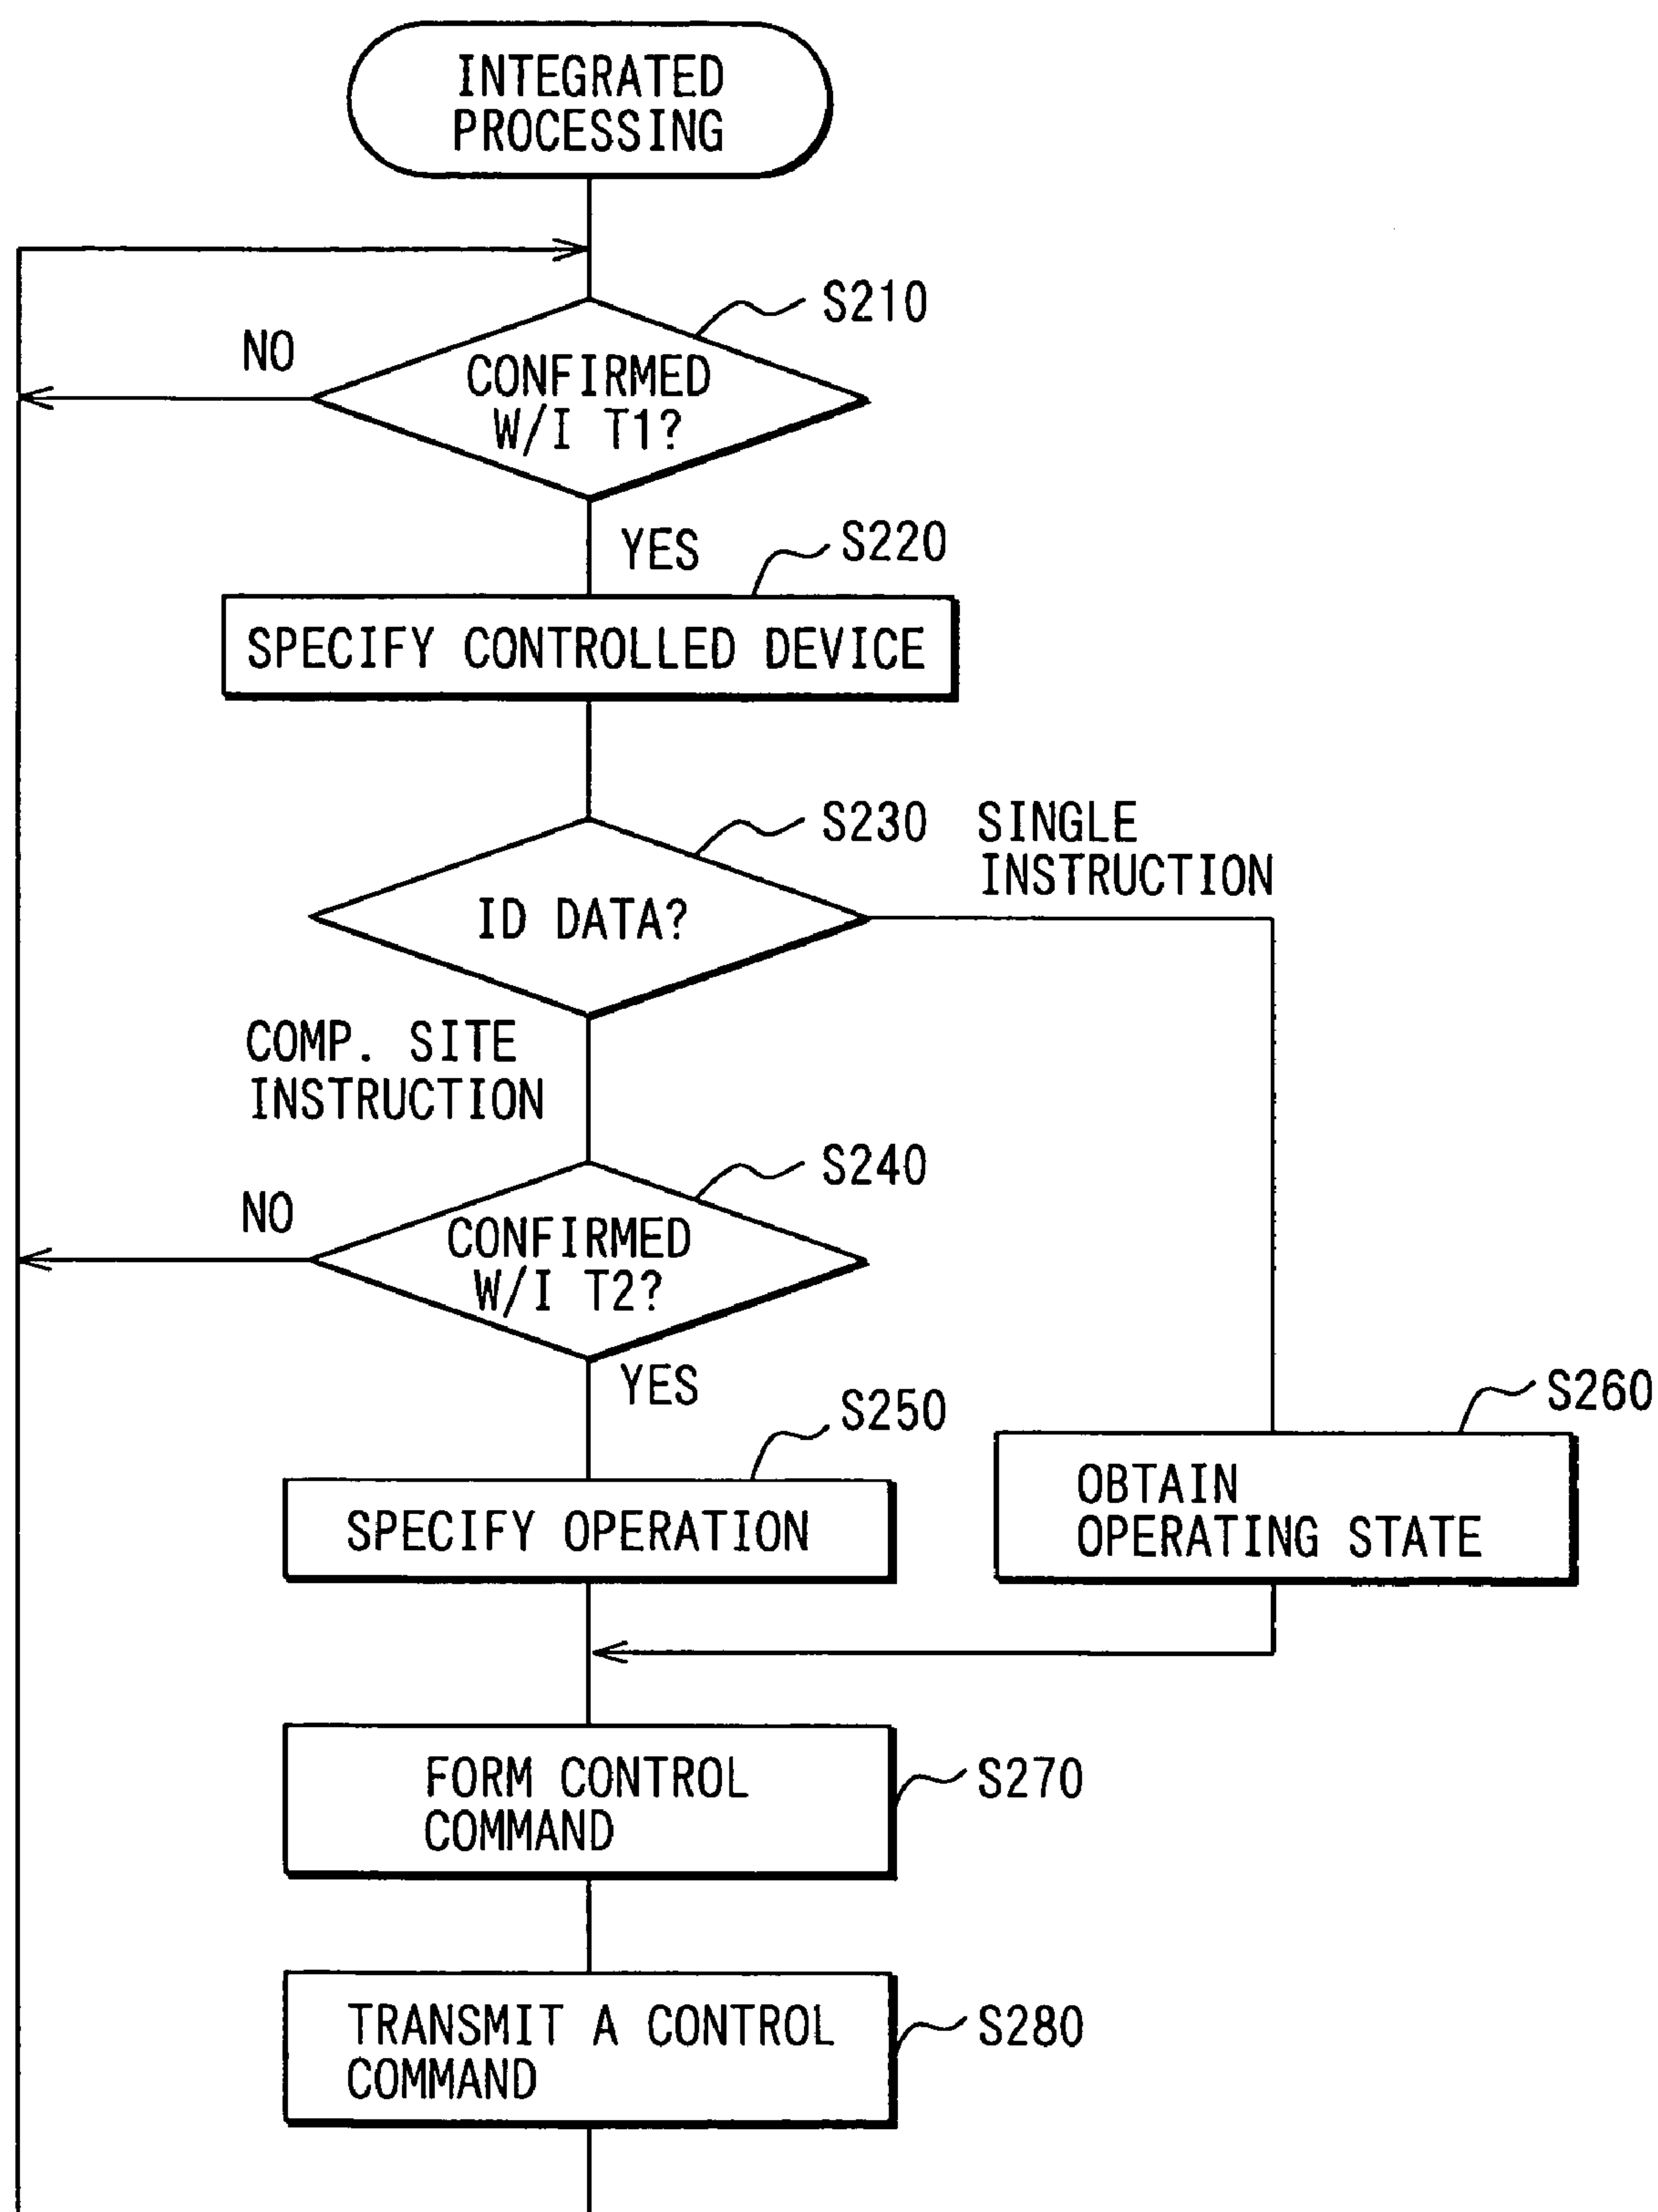 INTEGRATED
PROCESSING
S210
NO
CONFIRMED
W/I T1?
YES
S220
SPECIFY CONTROLLED DEVICE
S230
SINGLE
INSTRUCTION
ID DATA?
COMP. SITE
INSTRUCTION
S240
NO
CONFIRMED
W/I T2?
YES
S250
S260
SPECIFY OPERATION
OBTAIN
OPERATING STATE
FORM CONTROL
COMMAND
S270
TRANSMIT A CONTROL
COMMAND
S280